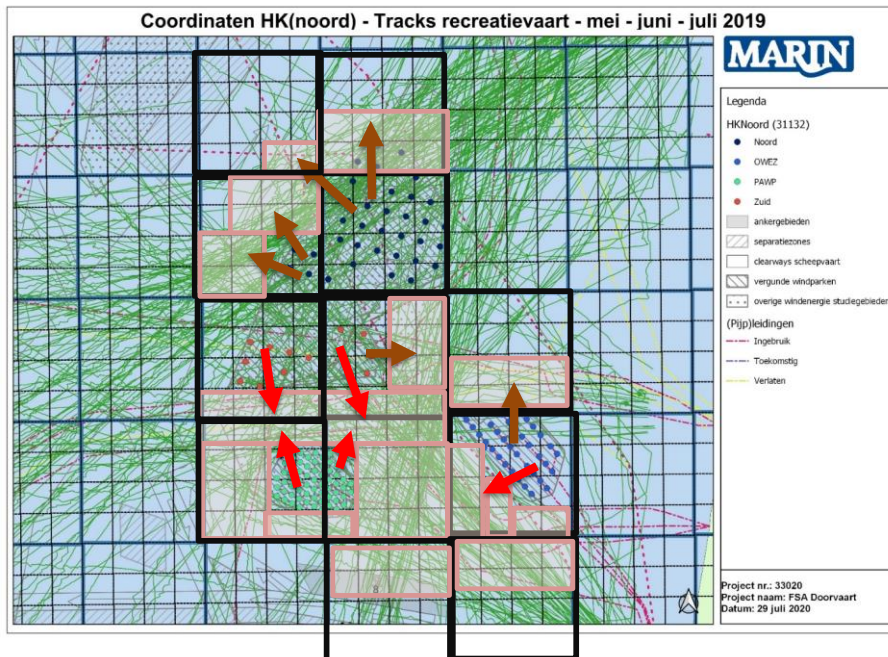 Coordinaten HK(noord) - Tracks recreatievaart - mei - juni - juli 2019
MARIN
Legenda
HKNoord (31132)
Noord
OWEZ
PAWP
Zuid
ankergebieden
separatiezones
clearways scheepvaart
vergunde windparken
overige windenergie studiegebieden
(Pijp)leidingen
Ingebruik
Toekomstig
Verlaten
8
Project nr.: 33020
Project naam: FSA Doorvaart
Datum: 29 juli 2020